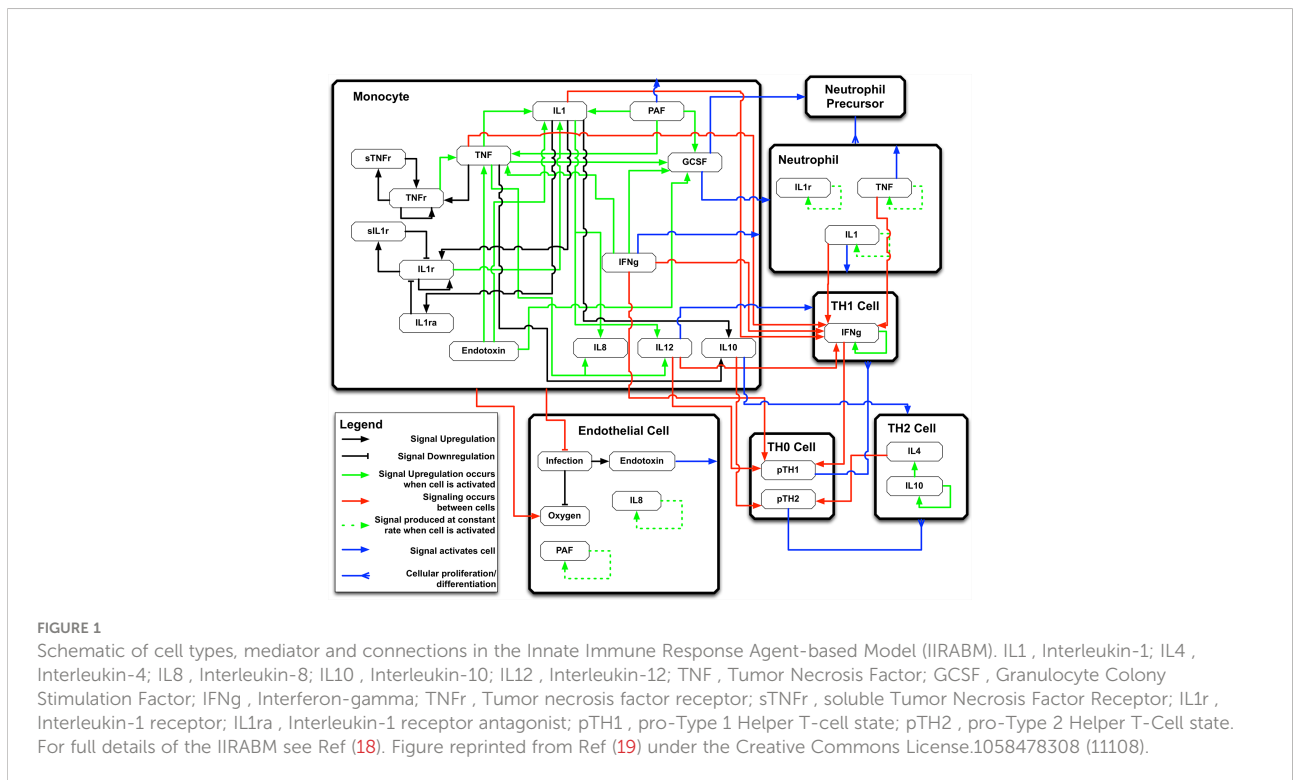 Monocyte
IL1
PAF
Neutrophil
Precursor
sTNFr
TNF
GCSF
Neutrophil
TNFr
IL1r
TNF
sIL1r
IL1
IL1r
IFNg
IL1ra
TH1 Cell
IFNg
Endotoxin
IL8
IL12
IL10
Legend
Signal Upregulation
Signal Downregulation
Signal Upregulation occurs
when cell is activated
Signaling occurs
between cells
Signal produced at constant
rate when cell is activated
Signal activates cell
Cellular proliferation/
differentiation
Endothelial Cell
Infection
Endotoxin
IL8
Oxygen
PAF
TH0 Cell
pTH1
pTH2
TH2 Cell
IL4
IL10
FIGURE 1
Schematic of cell types, mediator and connections in the Innate Immune Response Agent-based Model (IIRABM). IL1 , Interleukin-1; IL4 ,
Interleukin-4; IL8 , Interleukin-8; IL10 , Interleukin-10; IL12 , Interleukin-12; TNF , Tumor Necrosis Factor; GCSF , Granulocyte Colony
Stimulation Factor; IFNg , Interferon-gamma; TNFr , Tumor necrosis factor receptor; sTNFr , soluble Tumor Necrosis Factor Receptor; IL1r ,
Interleukin-1 receptor; IL1ra , Interleukin-1 receptor antagonist; pTH1 , pro-Type 1 Helper T-cell state; pTH2 , pro-Type 2 Helper T-Cell state.
For full details of the IIRABM see Ref (18). Figure reprinted from Ref (19) under the Creative Commons License.1058478308 (11108).